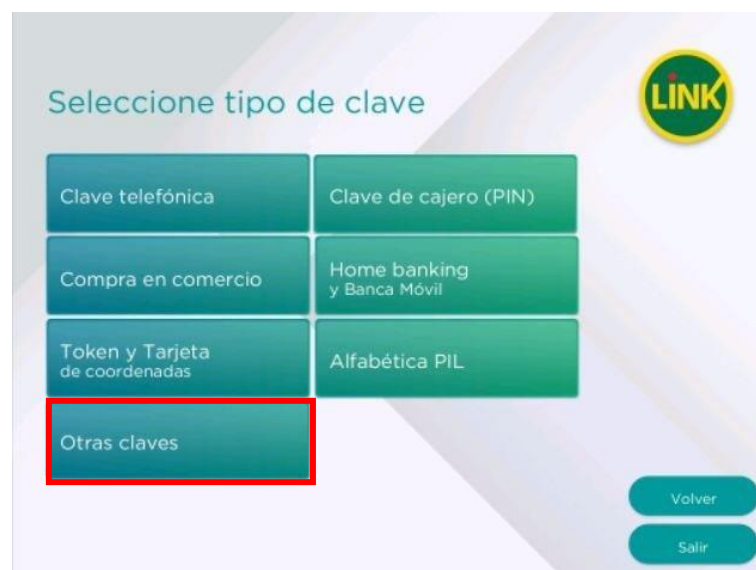 Seleccione tipo de clave
LINK
Clave telefónica
Clave de cajero (PIN)
Compra en comercio
Home banking
y Banca Móvil
Token y Tarjeta
de coordenadas
Alfabética PIL
Otras claves
Volver
Salir